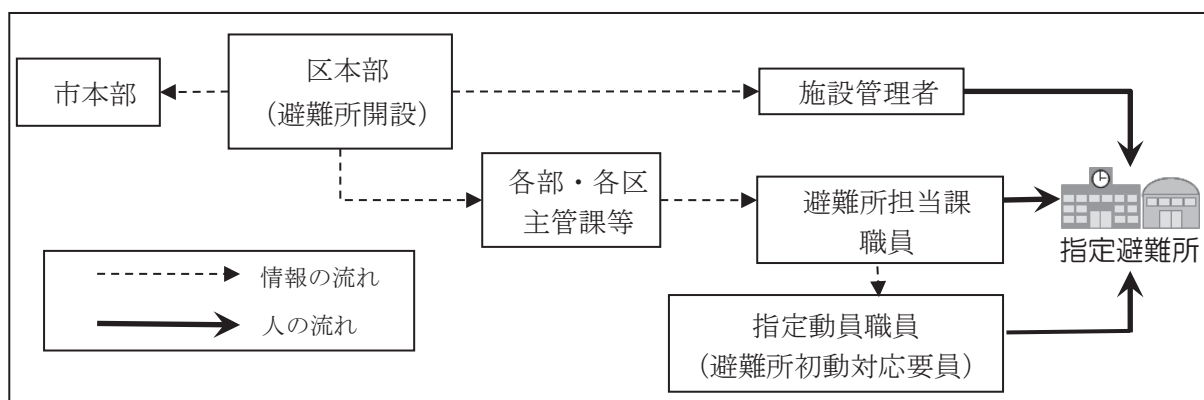 市本部
区本部
（避難所開設）
施設管理者
各部・各区
主管課等
避難所担当課
職員
指定避難所
情報の流れ
人の流れ
指定動員職員
（避難所初動対応要員）